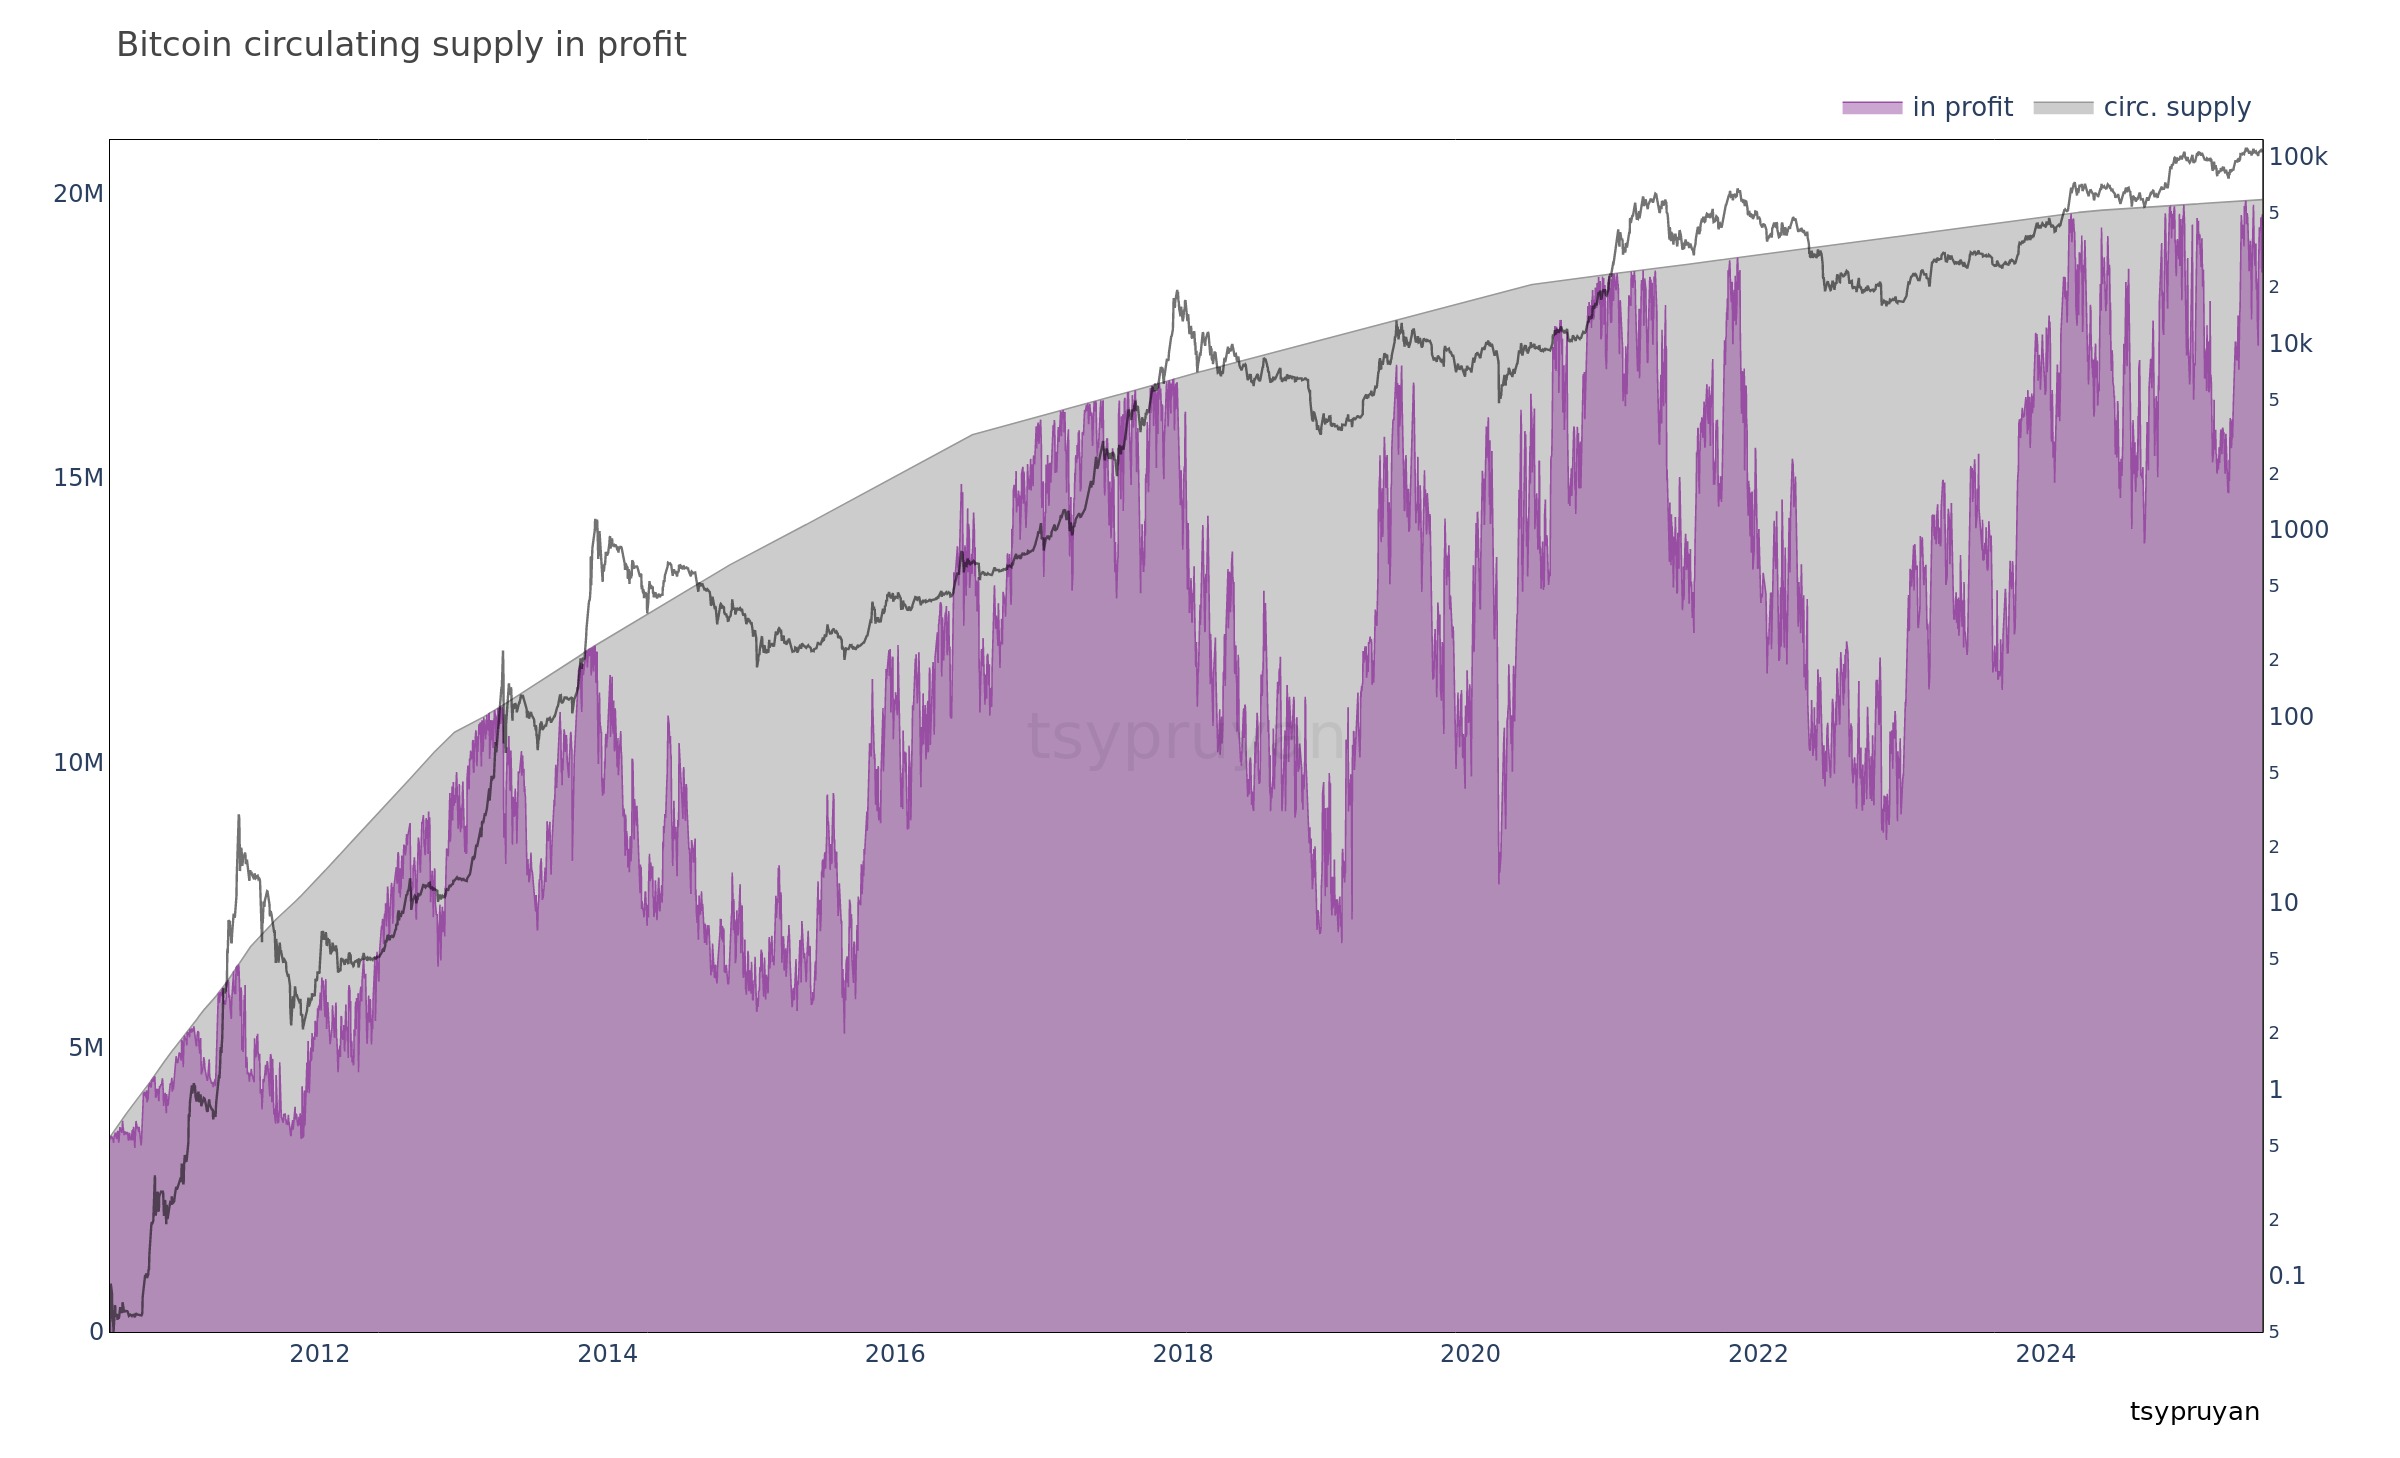 Bitcoin circulating supply in profit
in profit circ. supply
20M
15M
10M
5M
0
100k
5
2
10k
5
2
1000
5
2
100
5
2
10
5
2
1
5
2
0.1
5
tsypruyan
2012 2014 2016 2018 2020 2022 2024
tsypruyan